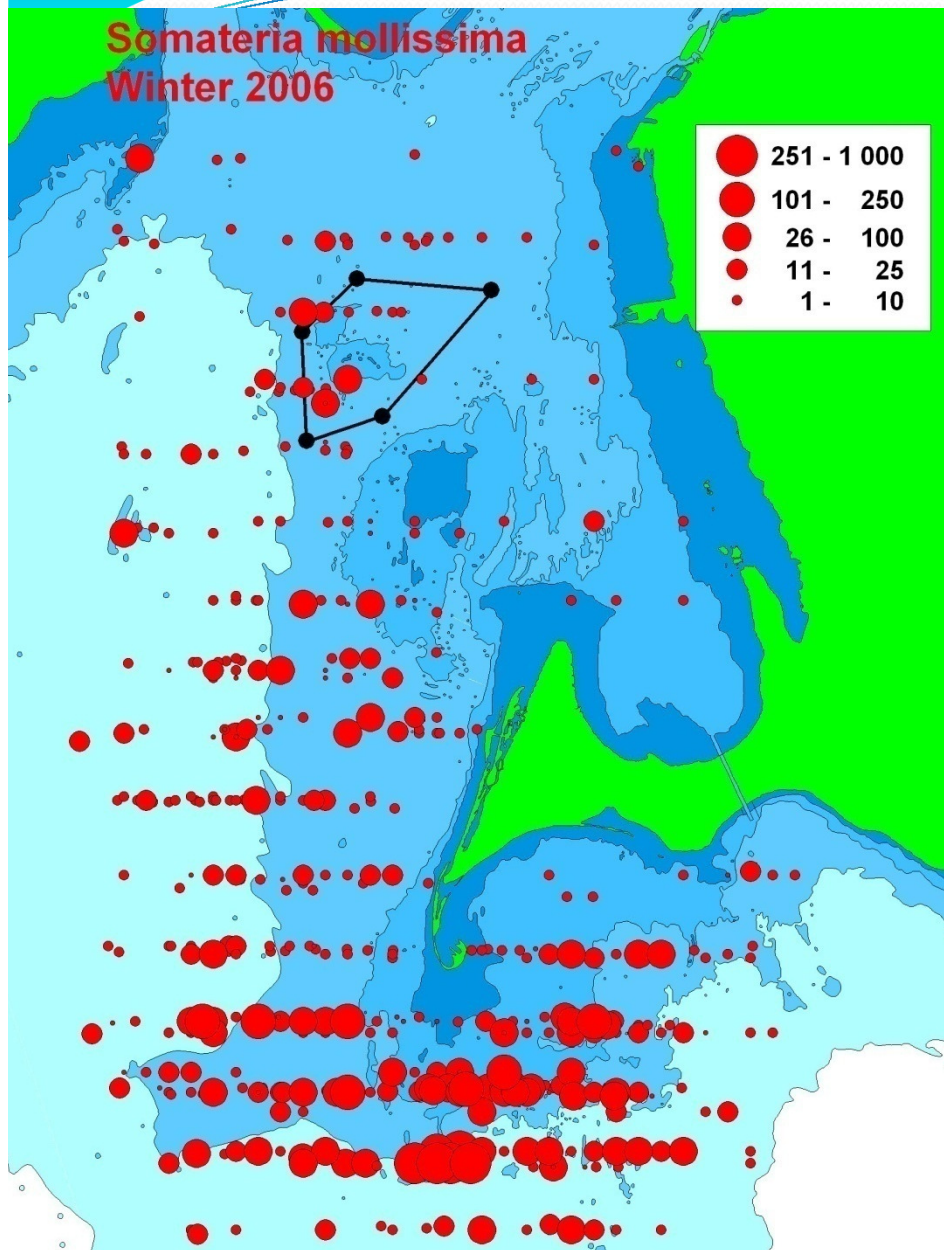 Somateria mollissima
Winter 2006
251 - 1 000
101 - 250
26 - 100
11 - 25
1 - 10